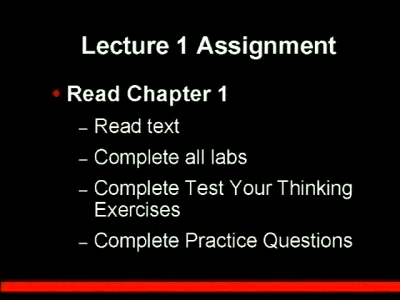 Lecture 1 Assignment
• Read Chapter 1
– Read text
– Complete all labs
– Complete Test Your Thinking
Exercises
– Complete Practice Questions